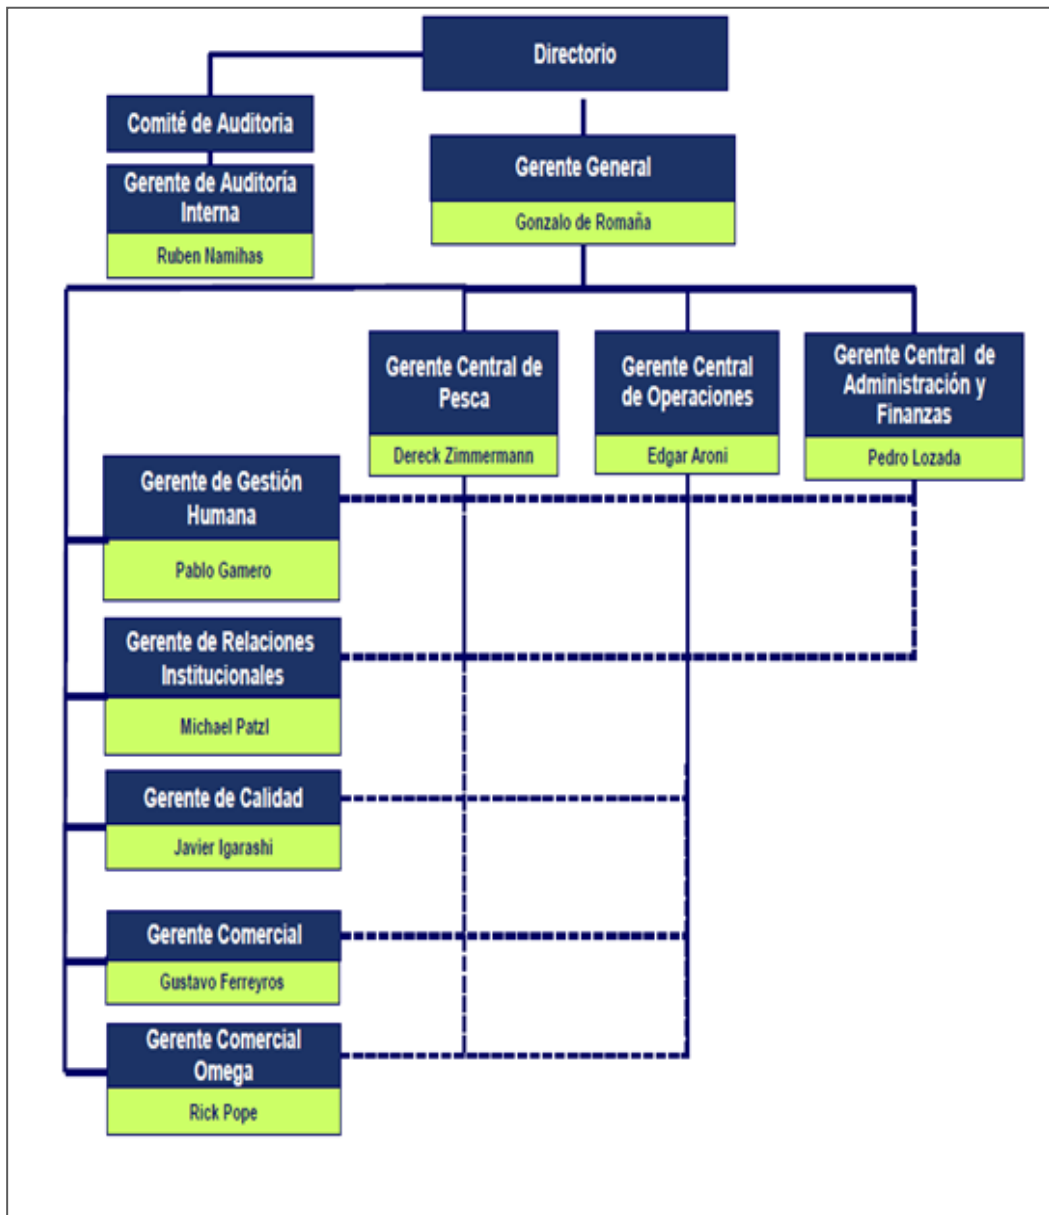 Directorio
Comité de Auditoria
Gerente de Auditoría
Interna
Ruben Namihas
Gerente General
Gonzalo de Romaña
Gerente Central de
Pesca
Dereck Zimmermann
Gerente Central
de Operaciones
Edgar Aroni
Gerente Central de
Administración y
Finanzas
Pedro Lozada
Gerente de Gestión
Humana
Pablo Gamero
Gerente de Relaciones
Institucionales
Michael Patzl
Gerente de Calidad
Javier Igarashi
Gerente Comercial
Gustavo Ferreyros
Gerente Comercial
Omega
Rick Pope